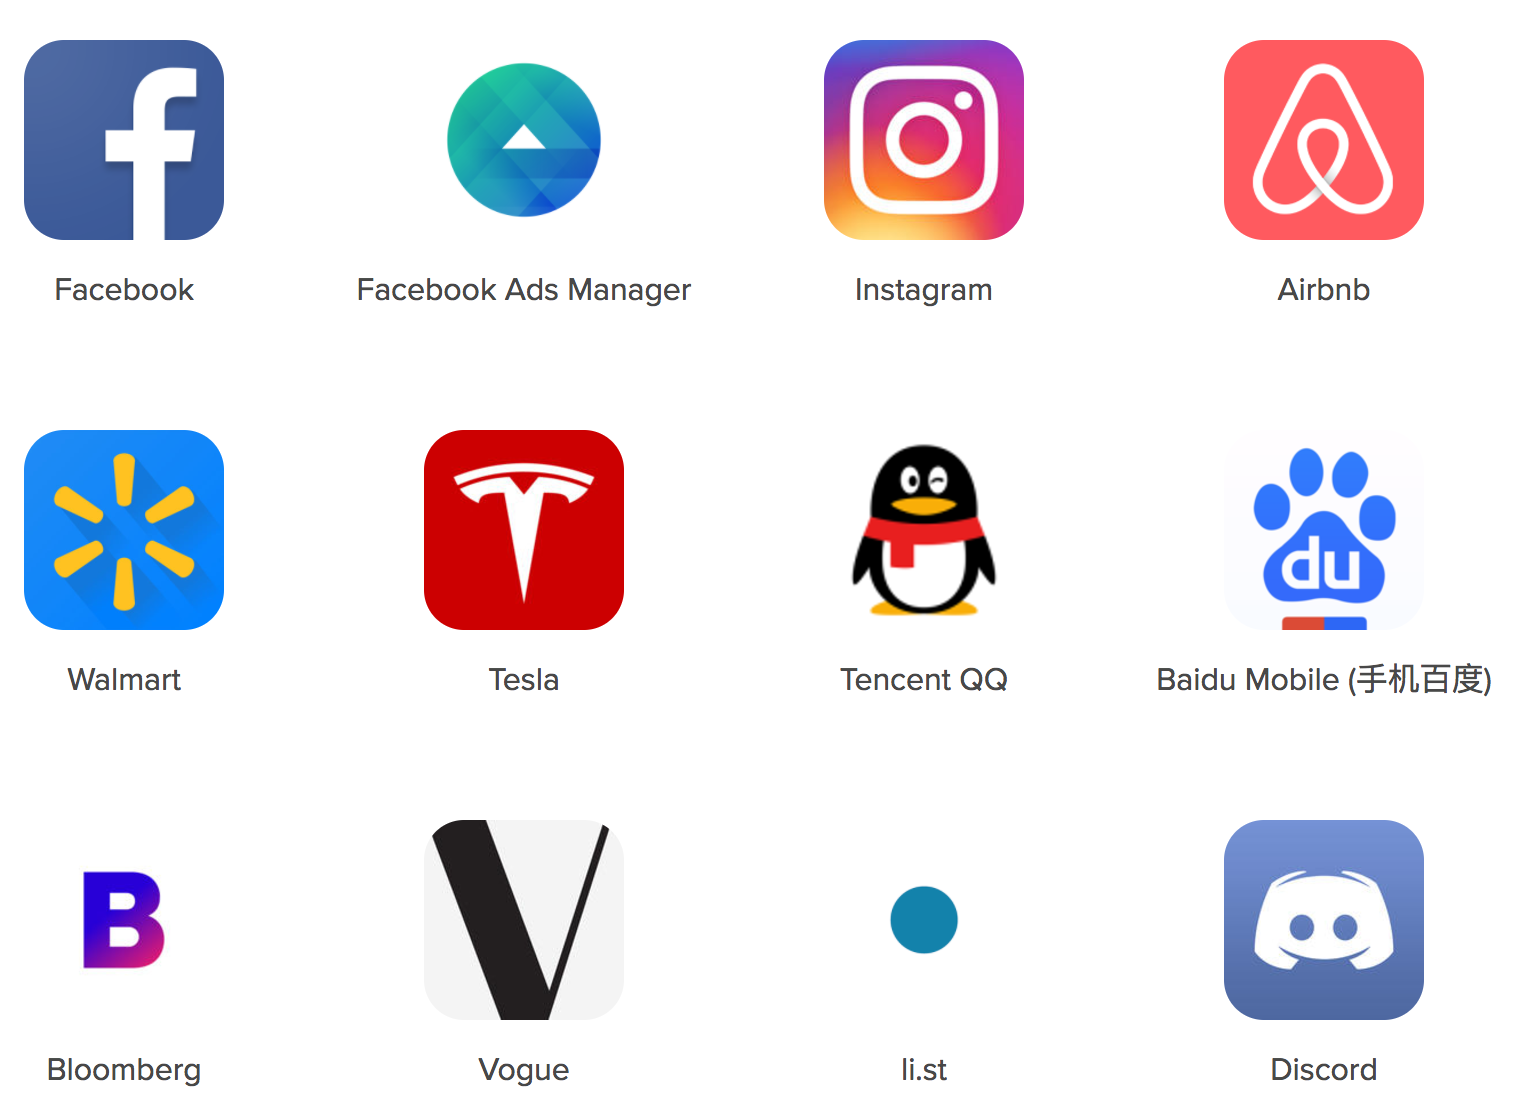 Facebook
Facebook Ads Manager
Instagram
Airbnb
Walmart
Tesla
Tencent QQ
du
Baidu Mobile (手机百度)
B
V
Bloomberg
Vogue
li.st
Discord